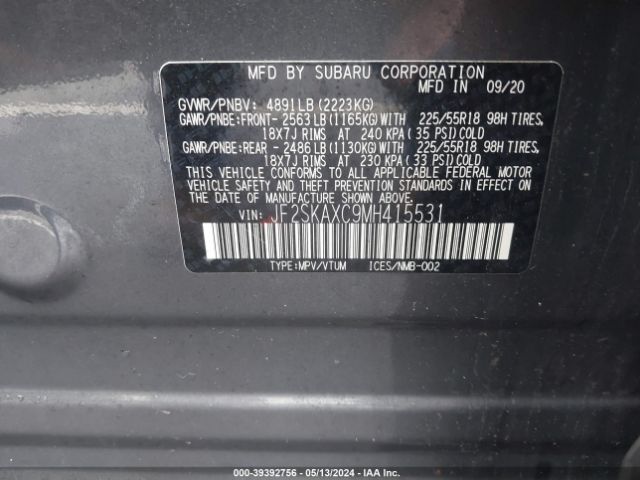 MFD BY SUBARU CORPORATION
MFD IN 09/20
GVWR/PNBV: 4891LB (2223KG)
GAWR/PNBE:FRONT- 2563LB (1165KG)WITH 225/55R18 98H TIRES,
18X7J RIMS AT 240 KPA(35 PSI)COLD
GAWR/PNBE:REAR - 2486LB (1130KG)WITH 225/55R18 98H TIRES,
18X7J RIMS AT 230 KPA(33 PSI)COLD
THIS VEHICLE CONFORMS TO ALL APPLICABLE FEDERAL MOTOR
VEHICLE SAFETY AND THEFT PREVENTION STANDARDS IN EFFECT ON
THE DATE OF MANUFACTURE SHOWN ABOVE.
VIN: JF2SKAXC9MH415531
TYPE:MPV/VTUM ICES/NMB-002
STOCK#: 000-39392756 - 05/13/2024 - IAA Inc.